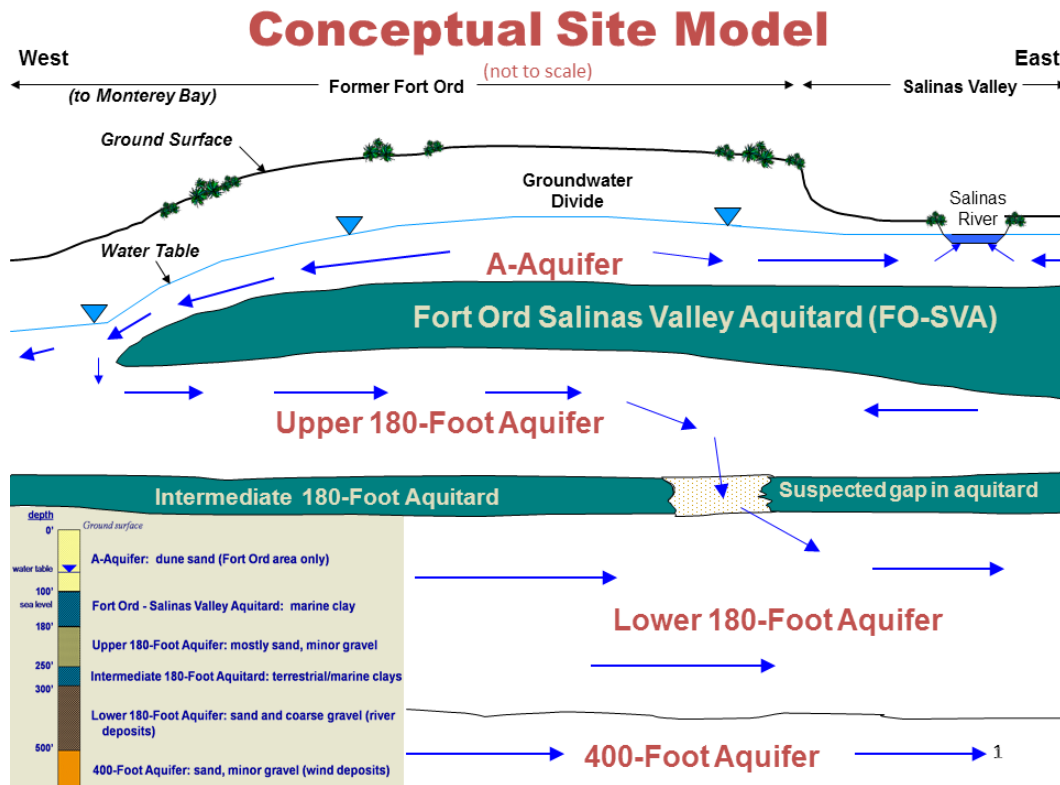 Conceptual Site Model
West
(not to scale)
East
(to Monterey Bay)
Former Fort Ord
Salinas Valley
Ground Surface
Groundwater
Divide
Salinas
River
Water Table
A-Aquifer
Fort Ord Salinas Valley Aquitard (FO-SVA)
Upper 180-Foot Aquifer
Intermediate 180-Foot Aquitard
Suspected gap in aquitard
depth
Ground surface
0'
A-Aquifer: dune sand (Fort Ord area only)
water table
100'
sea level
Fort Ord - Salinas Valley Aquitard: marine clay
180'
Upper 180-Foot Aquifer: mostly sand, minor gravel
250'
Intermediate 180-Foot Aquitard: terrestrial/marine clays
300'
Lower 180-Foot Aquifer: sand and coarse gravel (river
deposits)
500'
400-Foot Aquifer: sand, minor gravel (wind deposits)
Lower 180-Foot Aquifer
400-Foot Aquifer
1